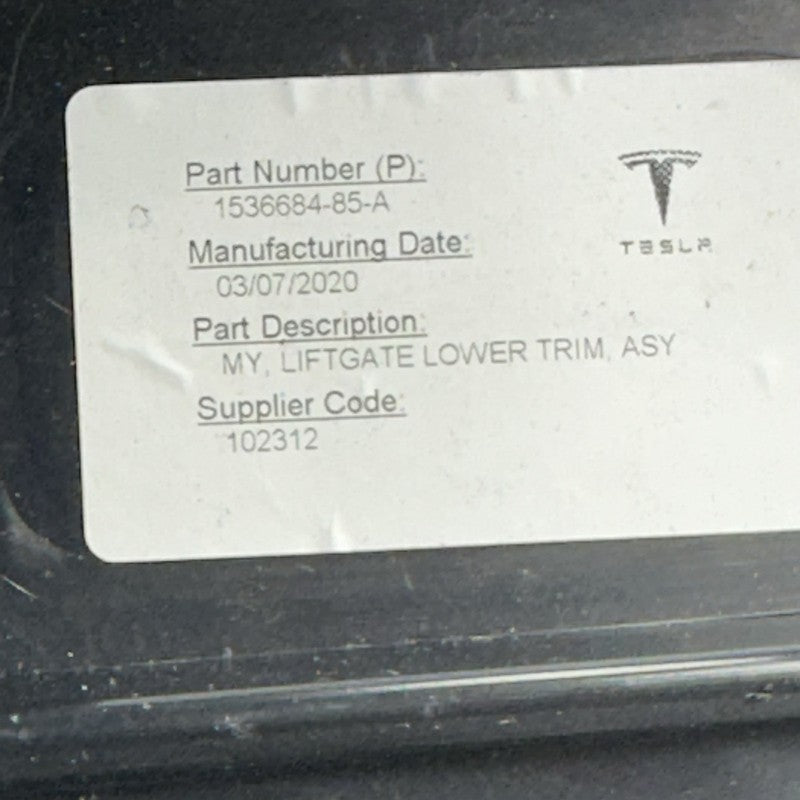 Part Number (P):
1536684-85-A
Manufacturing Date:
03/07/2020
Part Description:
MY, LIFTGATE LOWER TRIM, ASY
Supplier Code:
102312
TESLA